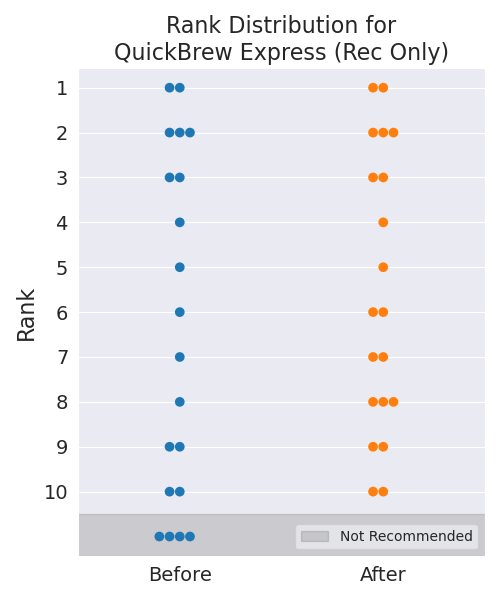 Rank Distribution for
QuickBrew Express (Rec Only)
Rank
1
2
3
4
5
6
7
8
9
10
Not Recommended
Before
After